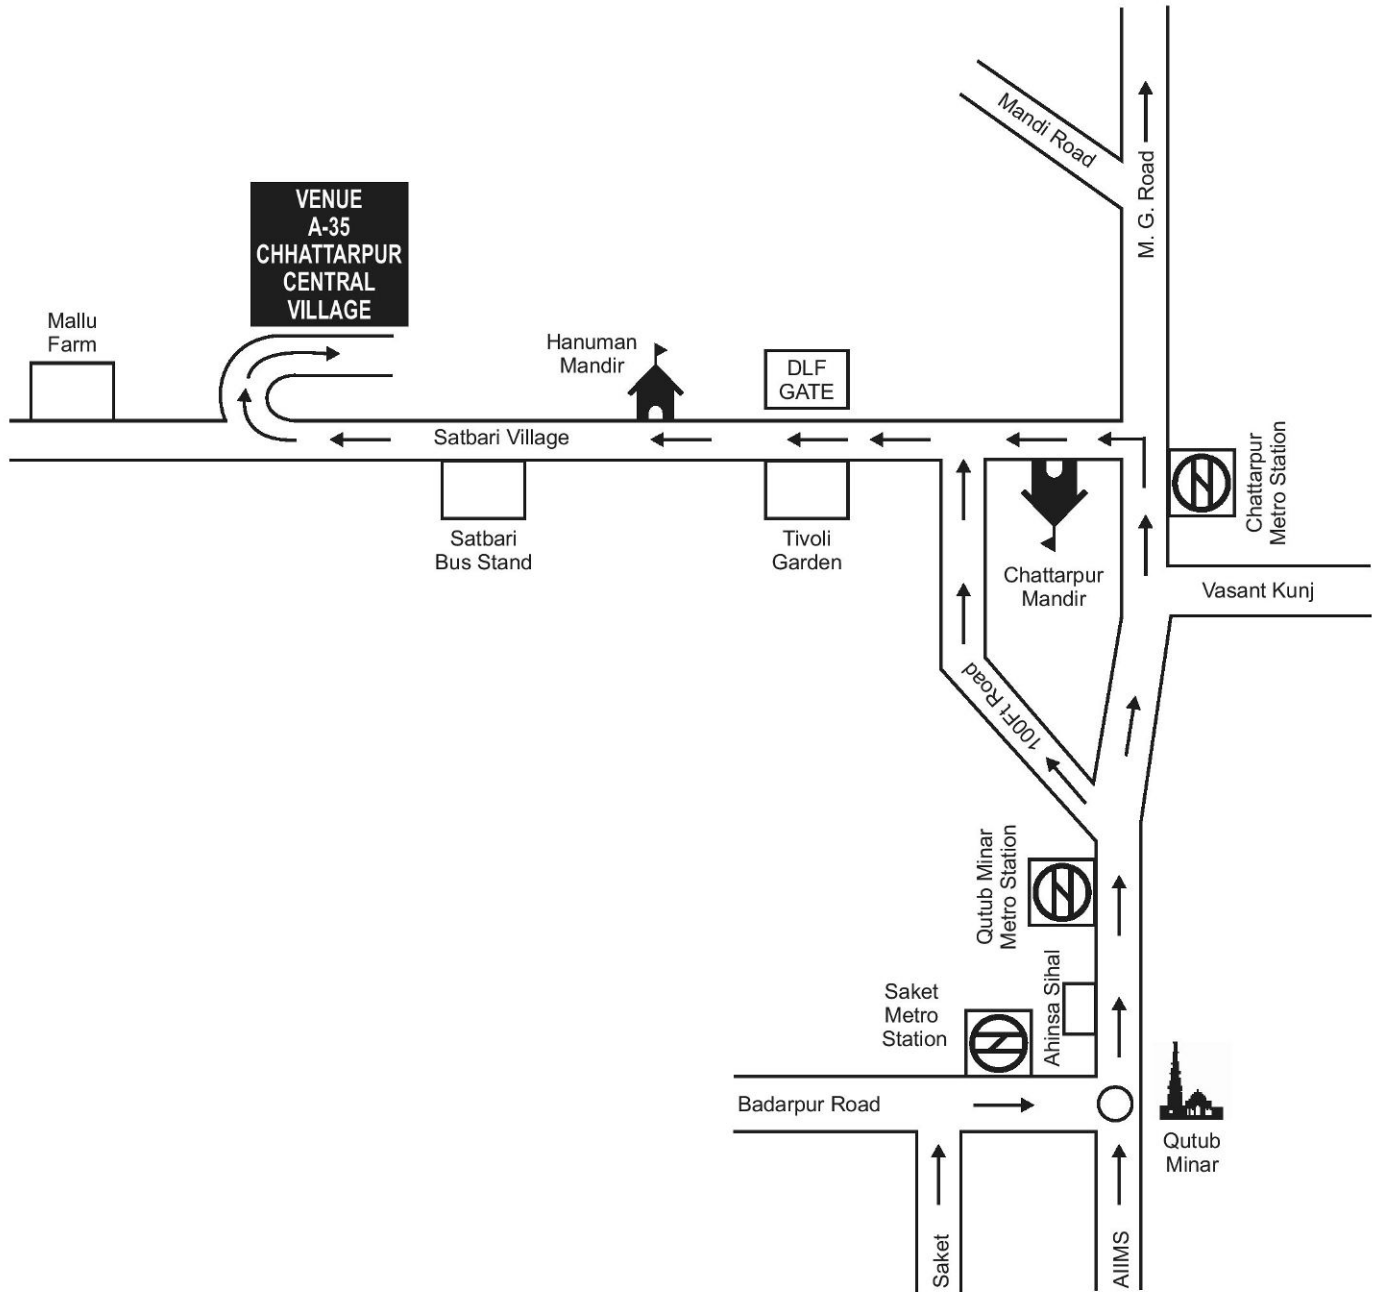 Mandi Road
M. G. Road
VENUE
A-35
CHHATTARPUR
CENTRAL
VILLAGE
Mallu
Farm
Hanuman
Mandir
DLF
GATE
Satbari Village
Chattarpur
Metro Station
Satbari
Bus Stand
Tivoli
Garden
Chattarpur
Mandir
Vasant Kunj
100Ft Road
Qutub Minar
Metro Station
Saket
Metro
Station
Ahinsa Sihal
Badarpur Road
Qutub
Minar
Saket
AIIMS